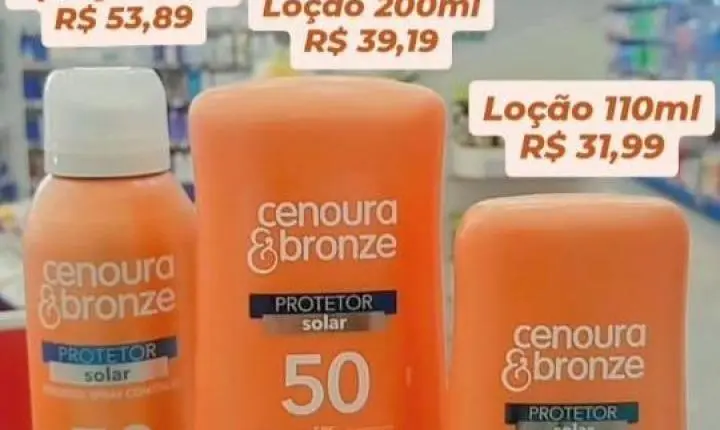 R$ 53,89
Loção 200ml
R$ 39,19
Loção 110ml
R$ 31,99
cenoura
&bronze
PROTETOR
solar
cenoura
&bronze
PROTETOR
solar
50
cenoura
&bronze
PROTETOR
solar